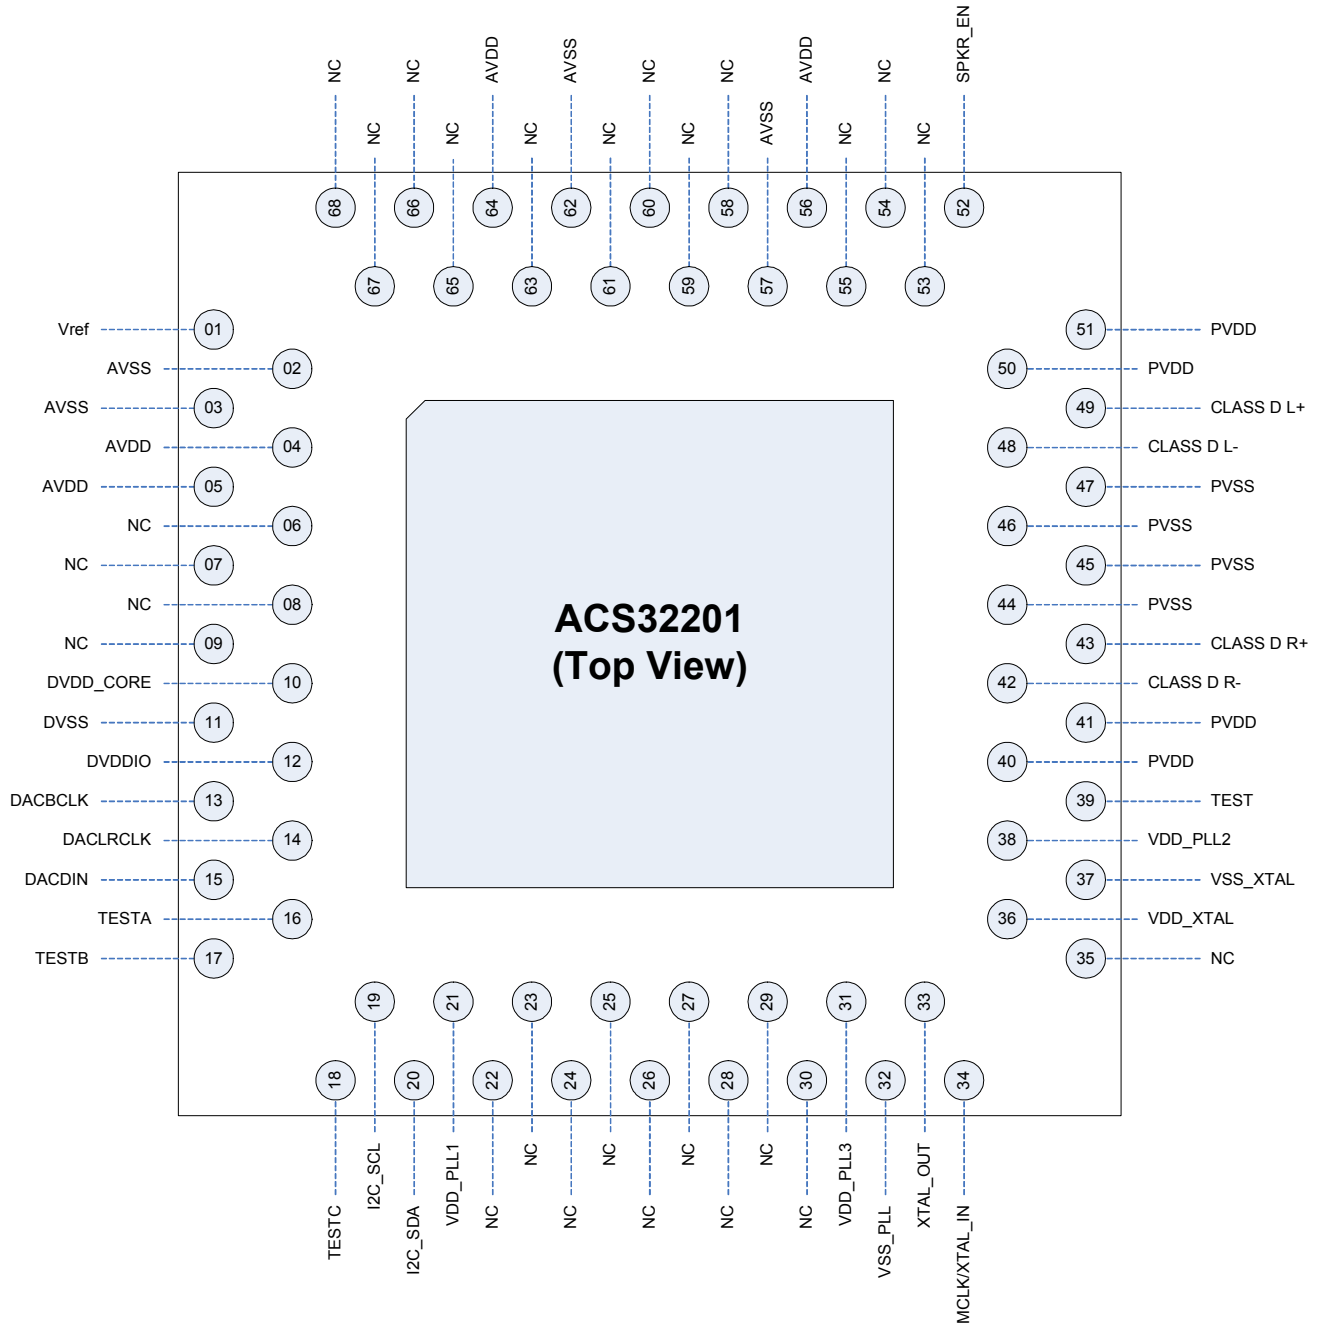 NC
NC
AVDD
AVSS
NC
NC
AVDD
NC
SPKR_EN
NC
NC
NC
NC
NC
AVSS
NC
NC
68
66
64
62
60
58
56
54
52
67
65
63
61
59
57
55
53
Vref 01
AVSS 02
AVSS 03
AVDD 04
AVDD 05
NC 06
NC 07
NC 08
NC 09
DVDD_CORE 10
DVSS 11
DVDDIO 12
DACBCLK 13
DACLRCLK 14
DACDIN 15
TESTA 16
TESTB 17
ACS32201
(Top View)
51 PVDD
50 PVDD
49 CLASS D L+
48 CLASS D L-
47 PVSS
46 PVSS
45 PVSS
44 PVSS
43 CLASS D R+
42 CLASS D R-
41 PVDD
40 PVDD
39 TEST
38 VDD_PLL2
37 VSS_XTAL
36 VDD_XTAL
35 NC
19
21
23
25
27
29
31
33
18
20
22
24
26
28
30
32
34
I2C_SCL
VDD_PLL1
NC
NC
NC
NC
VDD_PLL3
XTAL_OUT
TESTC
I2C_SDA
NC
NC
NC
NC
NC
VSS_PLL
MCLK/XTAL_IN